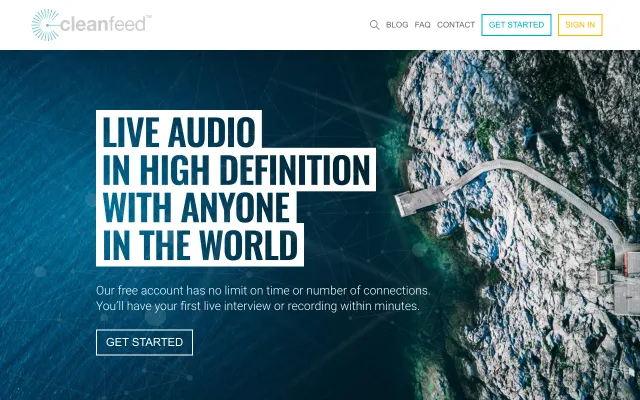 cleanfeed™
BLOG FAQ CONTACT GET STARTED SIGN IN
LIVE AUDIO
IN HIGH DEFINITION
WITH ANYONE
IN THE WORLD
Our free account has no limit on time or number of connections.
You'll have your first live interview or recording within minutes.
GET STARTED